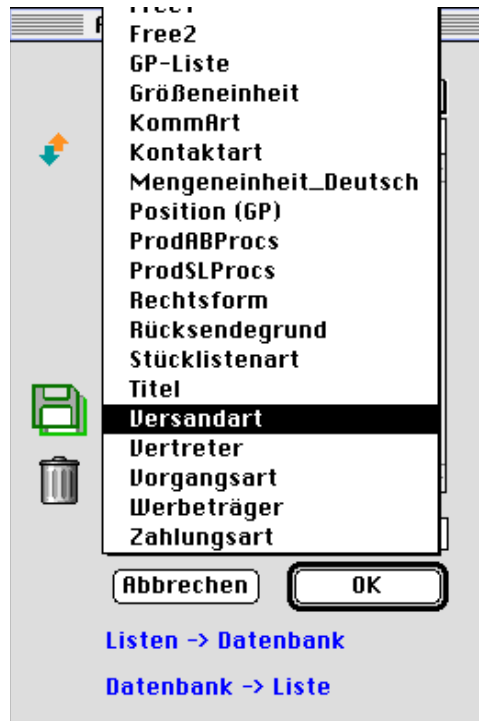 Free2
GP-Liste
Größeneinheit
KommArt
Kontaktart
Mengeneinheit_Deutsch
Position (GP)
ProdABProcs
ProdSLProcs
Rechtsform
Rücksendegrund
Stücklistenart
Titel
Versandart
Vertreter
Vorgangsart
Werbeträger
Zahlungsart
Abbrechen
OK
Listen -> Datenbank
Datenbank -> Liste